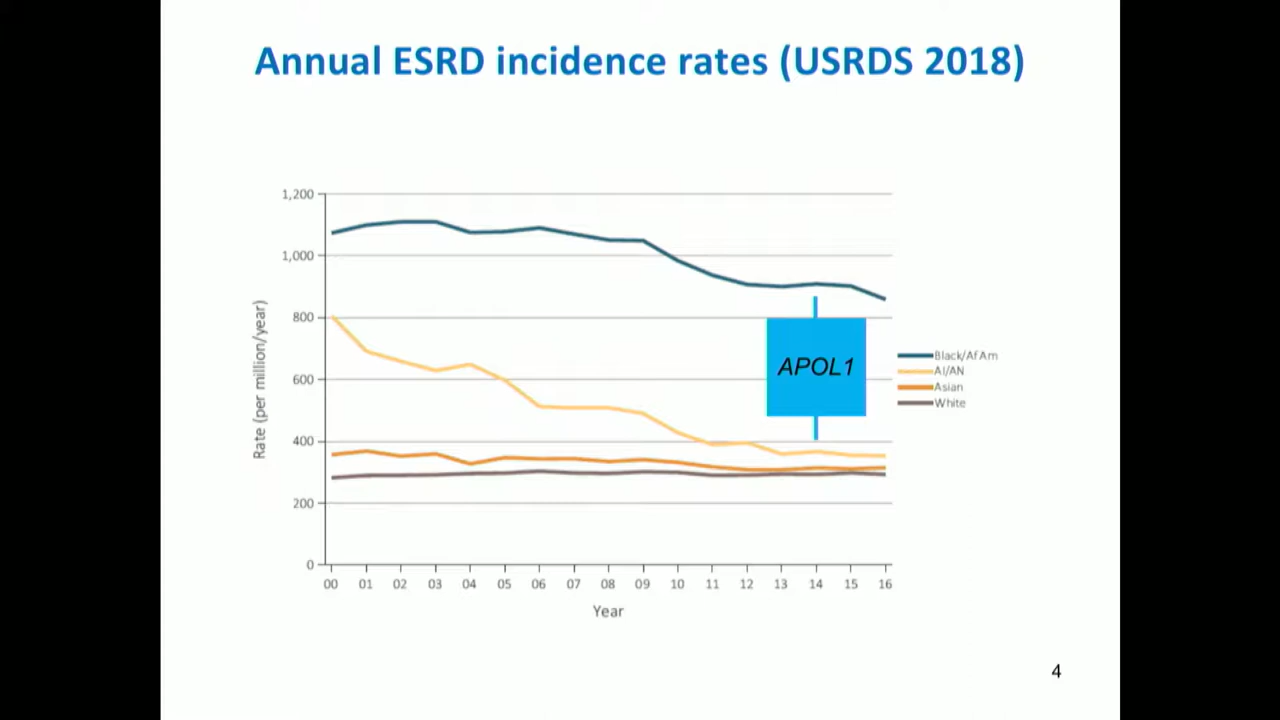 Annual ESRD incidence rates (USRDS 2018)
1,200
1,000
800
600
400
200
0
Rate (per million/year)
00 01 02 03 04 05 06 07 08 09 10 11 12 13 14 15 16
Year
APOL1
Black/Af Am
AI/AN
Asian
White
4